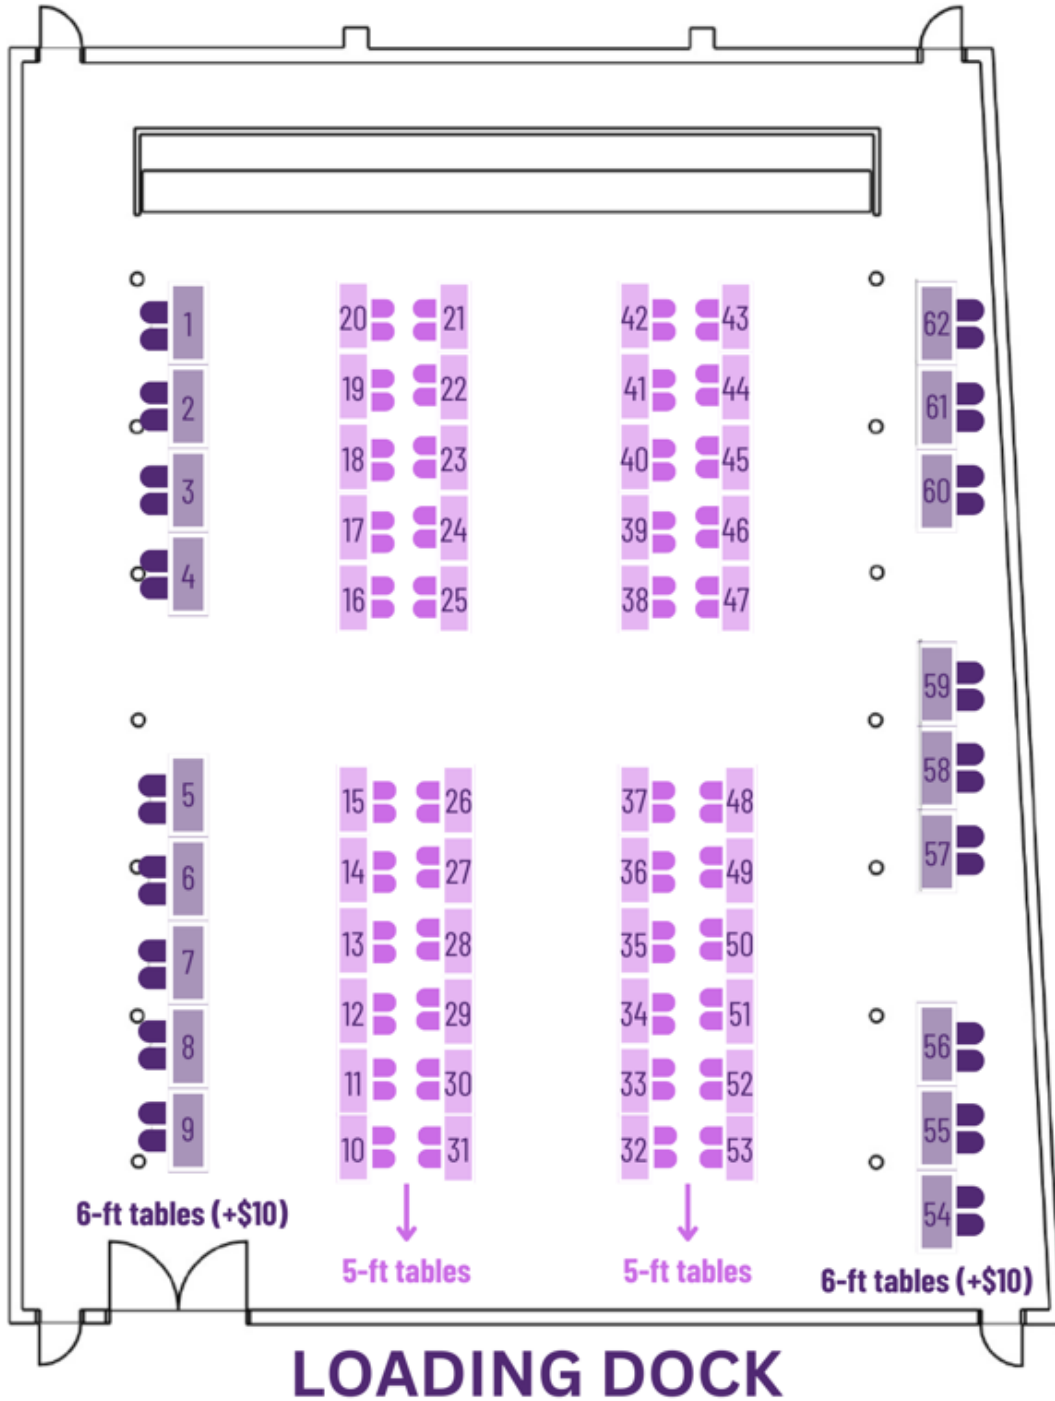 1 20 21 42 43 62
2 19 22 41 44 61
3 18 23 40 45 60
17 24 39 46
4 16 25 38 47
59
5 15 26 37 48 58
6 14 27 36 49 57
7 13 28 35 50
8 12 29 34 51 56
9 11 30 33 52 55
10 31 32 53
54
6-ft tables (+$10)
5-ft tables
5-ft tables
6-ft tables (+$10)
LOADING DOCK